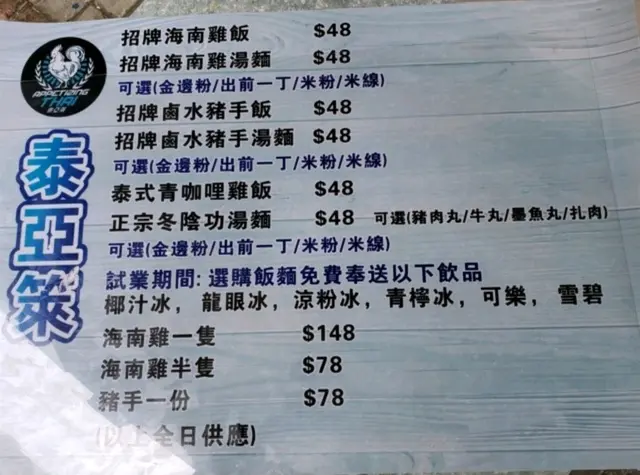 APPETIZING
THAI
泰亞策
招牌海南雞飯 $48
招牌海南雞湯麵 $48
可選(金邊粉/出前一丁/米粉/米線)
招牌鹵水豬手飯 $48
招牌鹵水豬手湯麵 $48
可選(金邊粉/出前一丁/米粉/米線)
泰式青咖喱雞飯 $48
正宗冬陰功湯麵 $48 可選(豬肉丸/牛丸/墨魚丸/扎肉)
可選(金邊粉/出前一丁/米粉/米線)
試業期間: 選購飯麵免費奉送以下飲品
椰汁冰, 龍眼冰, 涼粉冰, 青檸冰, 可樂, 雪碧
海南雞一隻 $148
海南雞半隻 $78
豬手一份 $78
(以上全日供應)